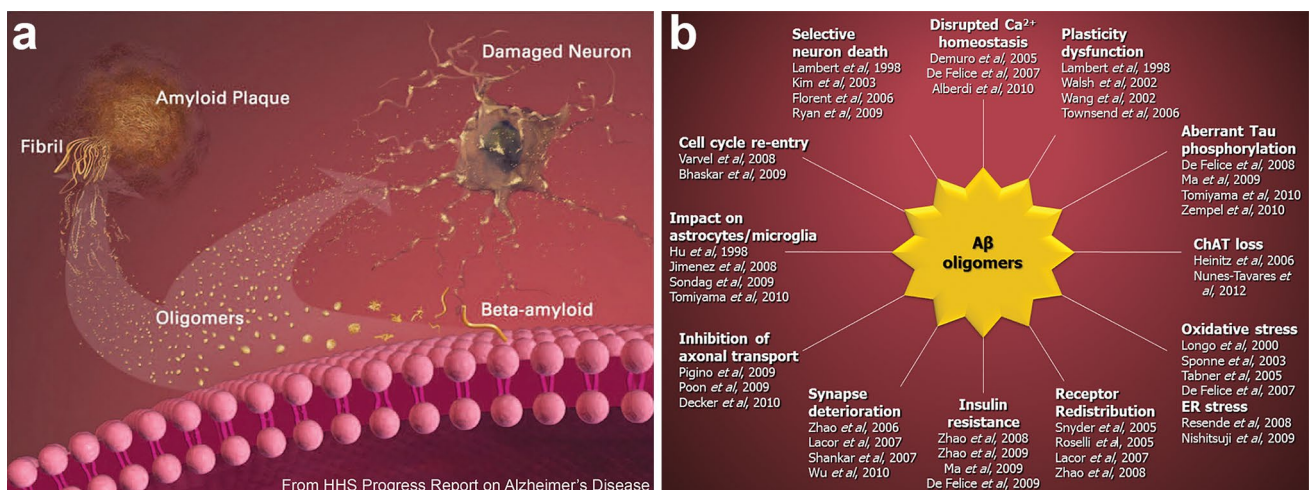 a
Damaged Neuron
Amyloid Plaque
Fibril
Oligomers
Beta-amyloid
From HHS Progress Report on Alzheimer's Disease
b
Selective
neuron death
Lambert et al, 1998
Kim et al, 2003
Florent et al, 2006
Ryan et al, 2009
Disrupted Ca²⁺
homeostasis
Demuro et al, 2005
De Felice et al, 2007
Alberdi et al, 2010
Plasticity
dysfunction
Lambert et al, 1998
Walsh et al, 2002
Wang et al, 2002
Townsend et al, 2006
Cell cycle re-entry
Varvel et al, 2008
Bhaskar et al, 2009
Aberrant Tau
phosphorylation
De Felice et al, 2008
Ma et al, 2009
Tomiyama et al, 2010
Zempel et al, 2010
Impact on
astrocytes/microglia
Hu et al, 1998
Jimenez et al, 2008
Sondag et al, 2009
Tomiyama et al, 2010
Aβ
oligomers
ChAT loss
Heinitz et al, 2006
Nunes-Tavares et
al, 2012
Inhibition of
axonal transport
Pigino et al, 2009
Poon et al, 2009
Decker et al, 2010
Oxidative stress
Longo et al, 2000
Sponne et al, 2003
Tabner et al, 2005
De Felice et al, 2007
ER stress
Resende et al, 2008
Nishitsuji et al, 2009
Synapse
deterioration
Zhao et al, 2006
Lacor et al, 2007
Shankar et al, 2007
Wu et al, 2010
Insulin
resistance
Zhao et al, 2008
Zhao et al, 2009
Ma et al, 2009
De Felice et al, 2009
Receptor
Redistribution
Snyder et al, 2005
Roselli et al, 2005
Lacor et al, 2007
Zhao et al, 2008